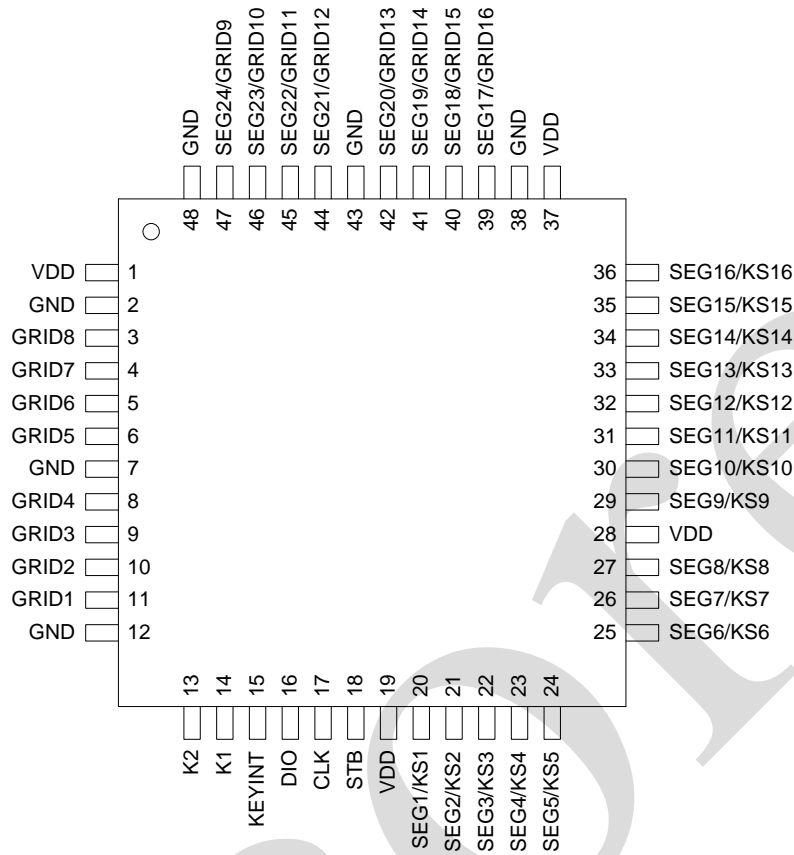 GND
SEG24/GRID9
SEG23/GRID10
SEG22/GRID11
SEG21/GRID12
GND
SEG20/GRID13
SEG19/GRID14
SEG18/GRID15
SEG17/GRID16
GND
VDD
48
47
46
45
44
43
42
41
40
39
38
37
VDD 1
GND 2
GRID8 3
GRID7 4
GRID6 5
GRID5 6
GND 7
GRID4 8
GRID3 9
GRID2 10
GRID1 11
GND 12
36 SEG16/KS16
35 SEG15/KS15
34 SEG14/KS14
33 SEG13/KS13
32 SEG12/KS12
31 SEG11/KS11
30 SEG10/KS10
29 SEG9/KS9
28 VDD
27 SEG8/KS8
26 SEG7/KS7
25 SEG6/KS6
13
14
15
16
17
18
19
20
21
22
23
24
K2
K1
KEYINT
DIO
CLK
STB
VDD
SEG1/KS1
SEG2/KS2
SEG3/KS3
SEG4/KS4
SEG5/KS5